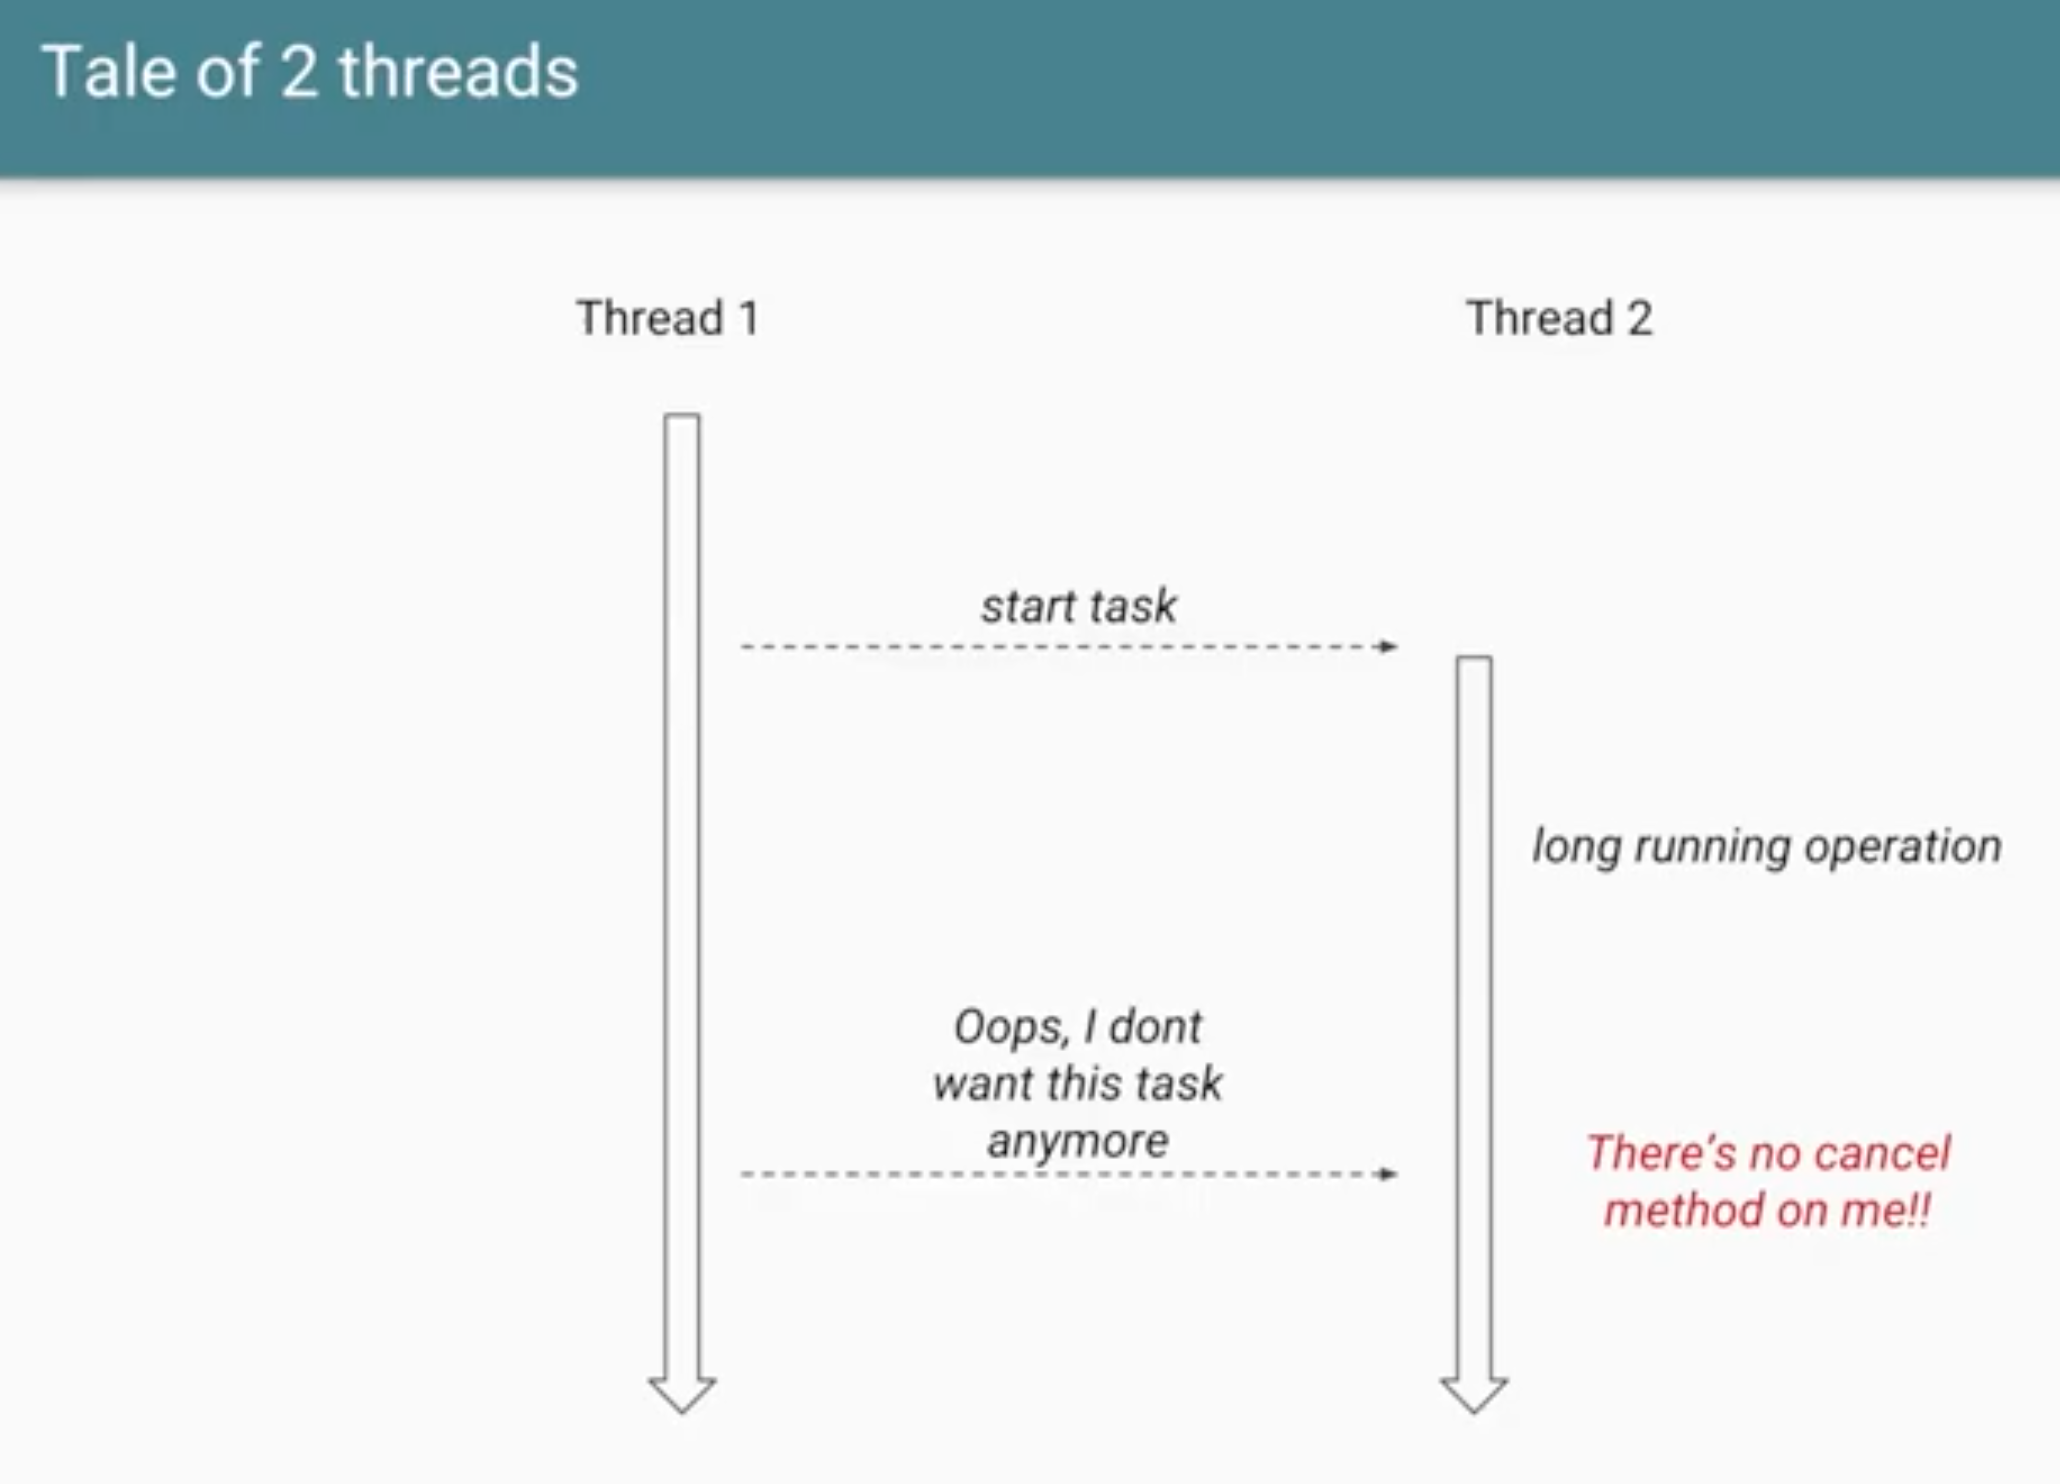 Tale of 2 threads
Thread 1
Thread 2
start task
long running operation
Oops, I dont
want this task
anymore
There's no cancel
method on me!!